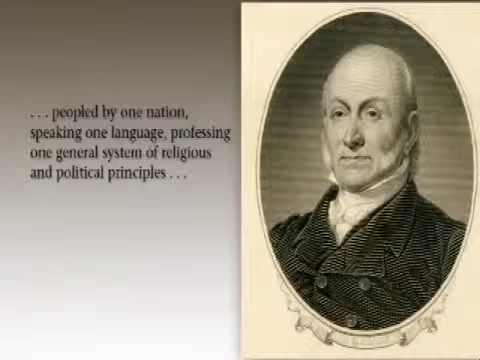 . . . peopled by one nation,
speaking one language, professing
one general system of religious
and political principles . . .